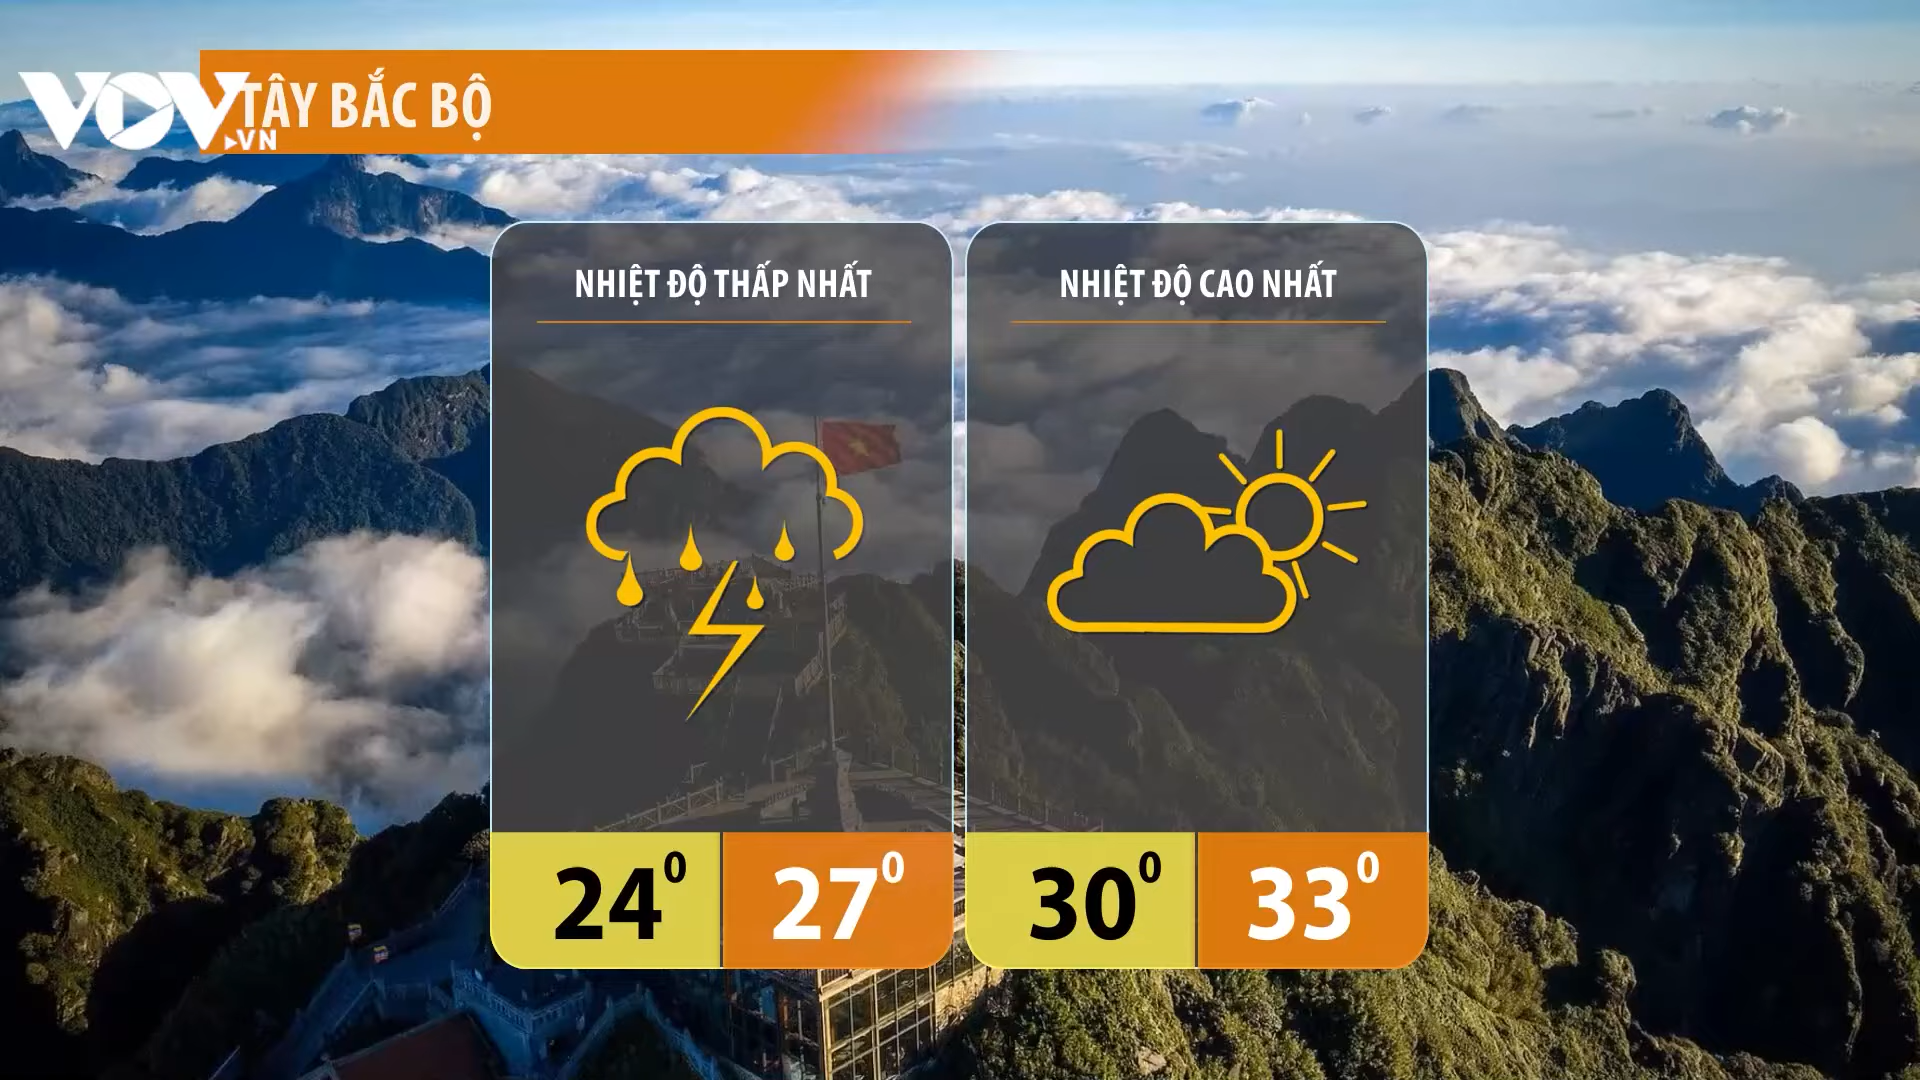 VOV
.VN
TÂY BẮC BỘ
NHIỆT ĐỘ THẤP NHẤT
NHIỆT ĐỘ CAO NHẤT
24⁰
27⁰
30⁰
33⁰